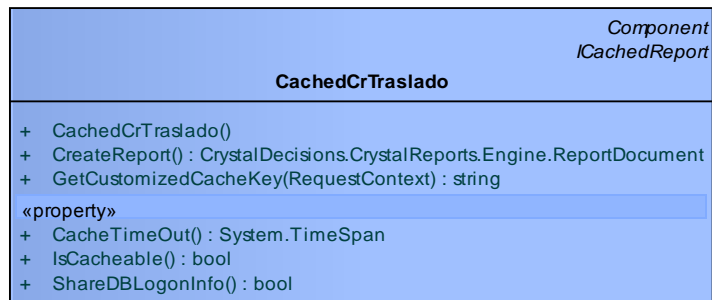 Component
ICachedReport
CachedCrTraslado
+ CachedCrTraslado()
+ CreateReport() : CrystalDecisions.CrystalReports.Engine.ReportDocument
+ GetCustomizedCacheKey(RequestContext) : string
«property»
+ CacheTimeOut() : System.TimeSpan
+ IsCacheable() : bool
+ ShareDBLogonInfo() : bool